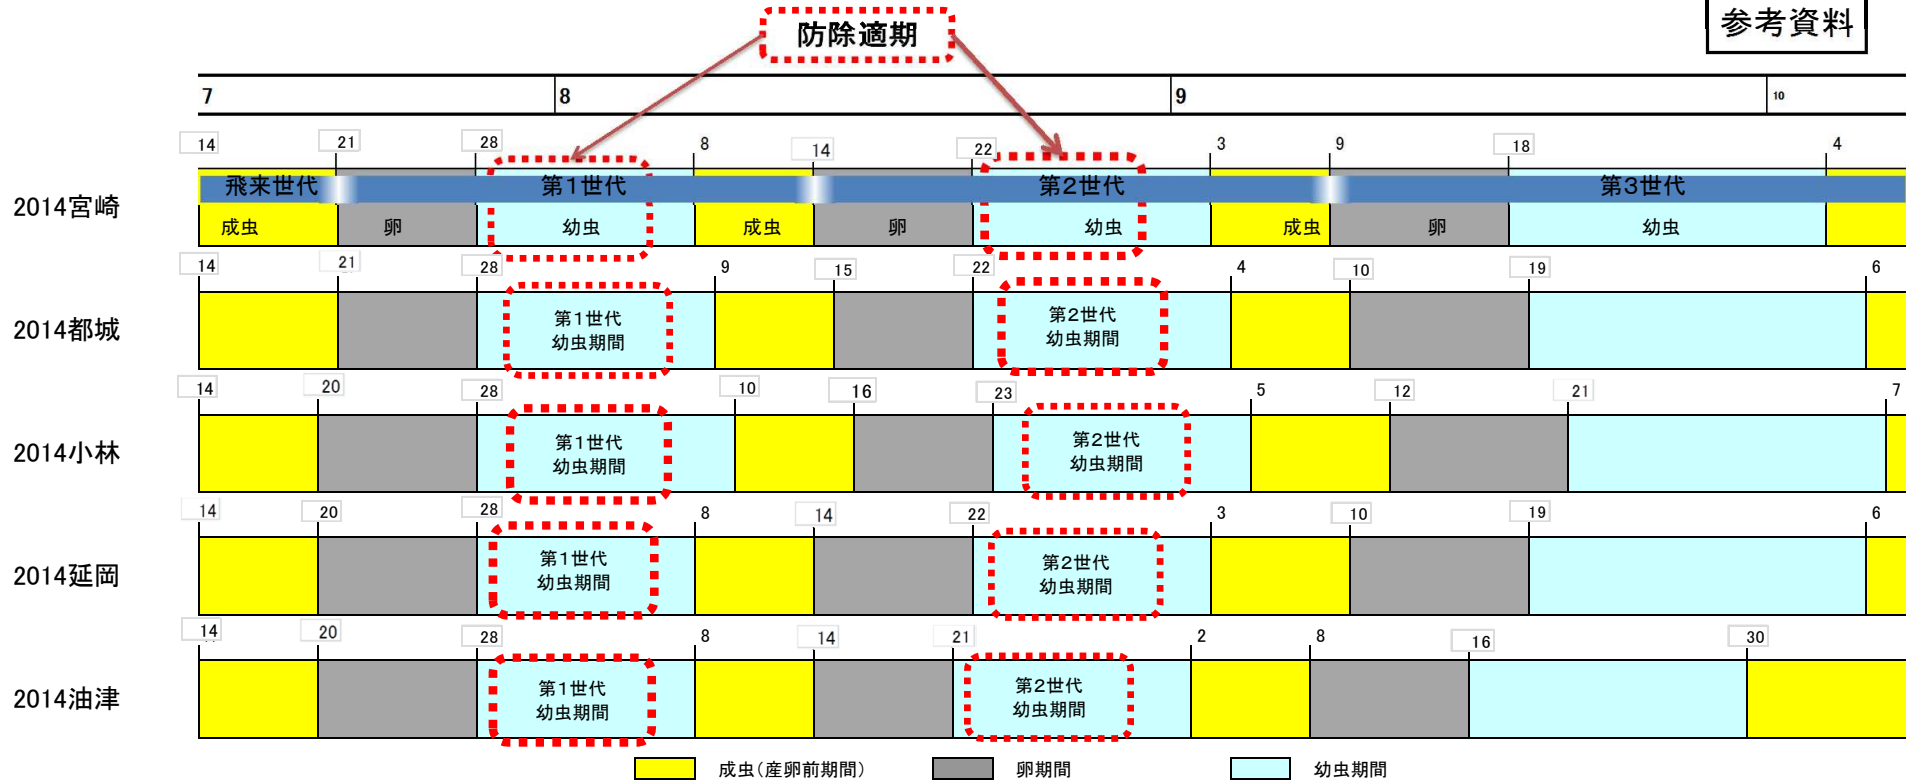 参考資料
防除適期
7 8 9 10
14 21 28 8 14 22 3 9 18 4
飛来世代 第1世代 第2世代 第3世代
2014宮崎
成虫 卵 幼虫 成虫 卵 幼虫 成虫 卵 幼虫
14 21 28 9 15 22 4 10 19 6
2014都城
第1世代
幼虫期間
第2世代
幼虫期間
14 20 28 10 16 23 5 12 21 7
2014小林
第1世代
幼虫期間
第2世代
幼虫期間
14 20 28 8 14 22 3 10 19 6
2014延岡
第1世代
幼虫期間
第2世代
幼虫期間
14 20 28 8 14 21 2 8 16 30
2014油津
第1世代
幼虫期間
第2世代
幼虫期間
成虫(産卵前期間) 卵期間 幼虫期間